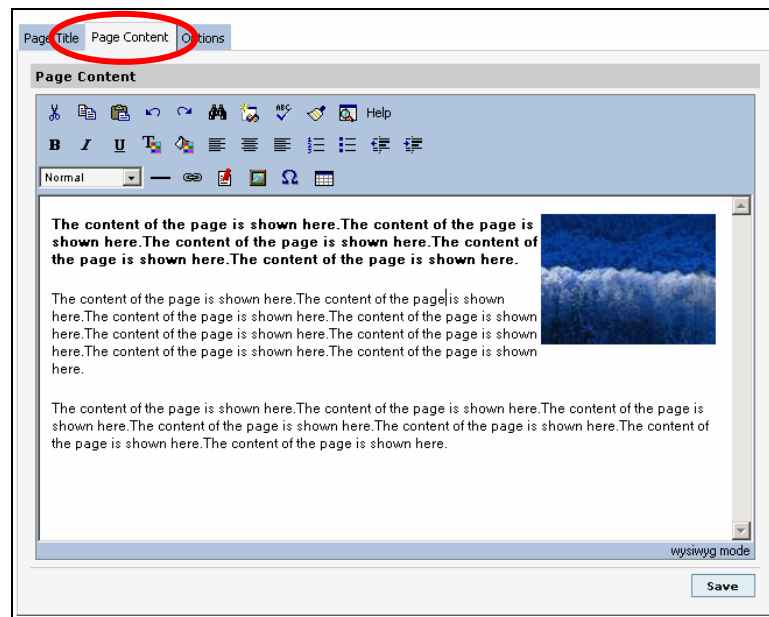 Page Title Page Content Options
Page Content
ABC Help
B I U T
Normal Ω
The content of the page is shown here.The content of the page is
shown here.The content of the page is shown here.The content of
the page is shown here.The content of the page is shown here.
The content of the page is shown here.The content of the page is shown
here.The content of the page is shown here.The content of the page is shown
here.The content of the page is shown here.The content of the page is shown
here.The content of the page is shown here.The content of the page is shown
here.
The content of the page is shown here.The content of the page is shown here.The content of the page is
shown here.The content of the page is shown here.The content of the page is shown here.The content of
the page is shown here.The content of the page is shown here.
wysiwyg mode
Save